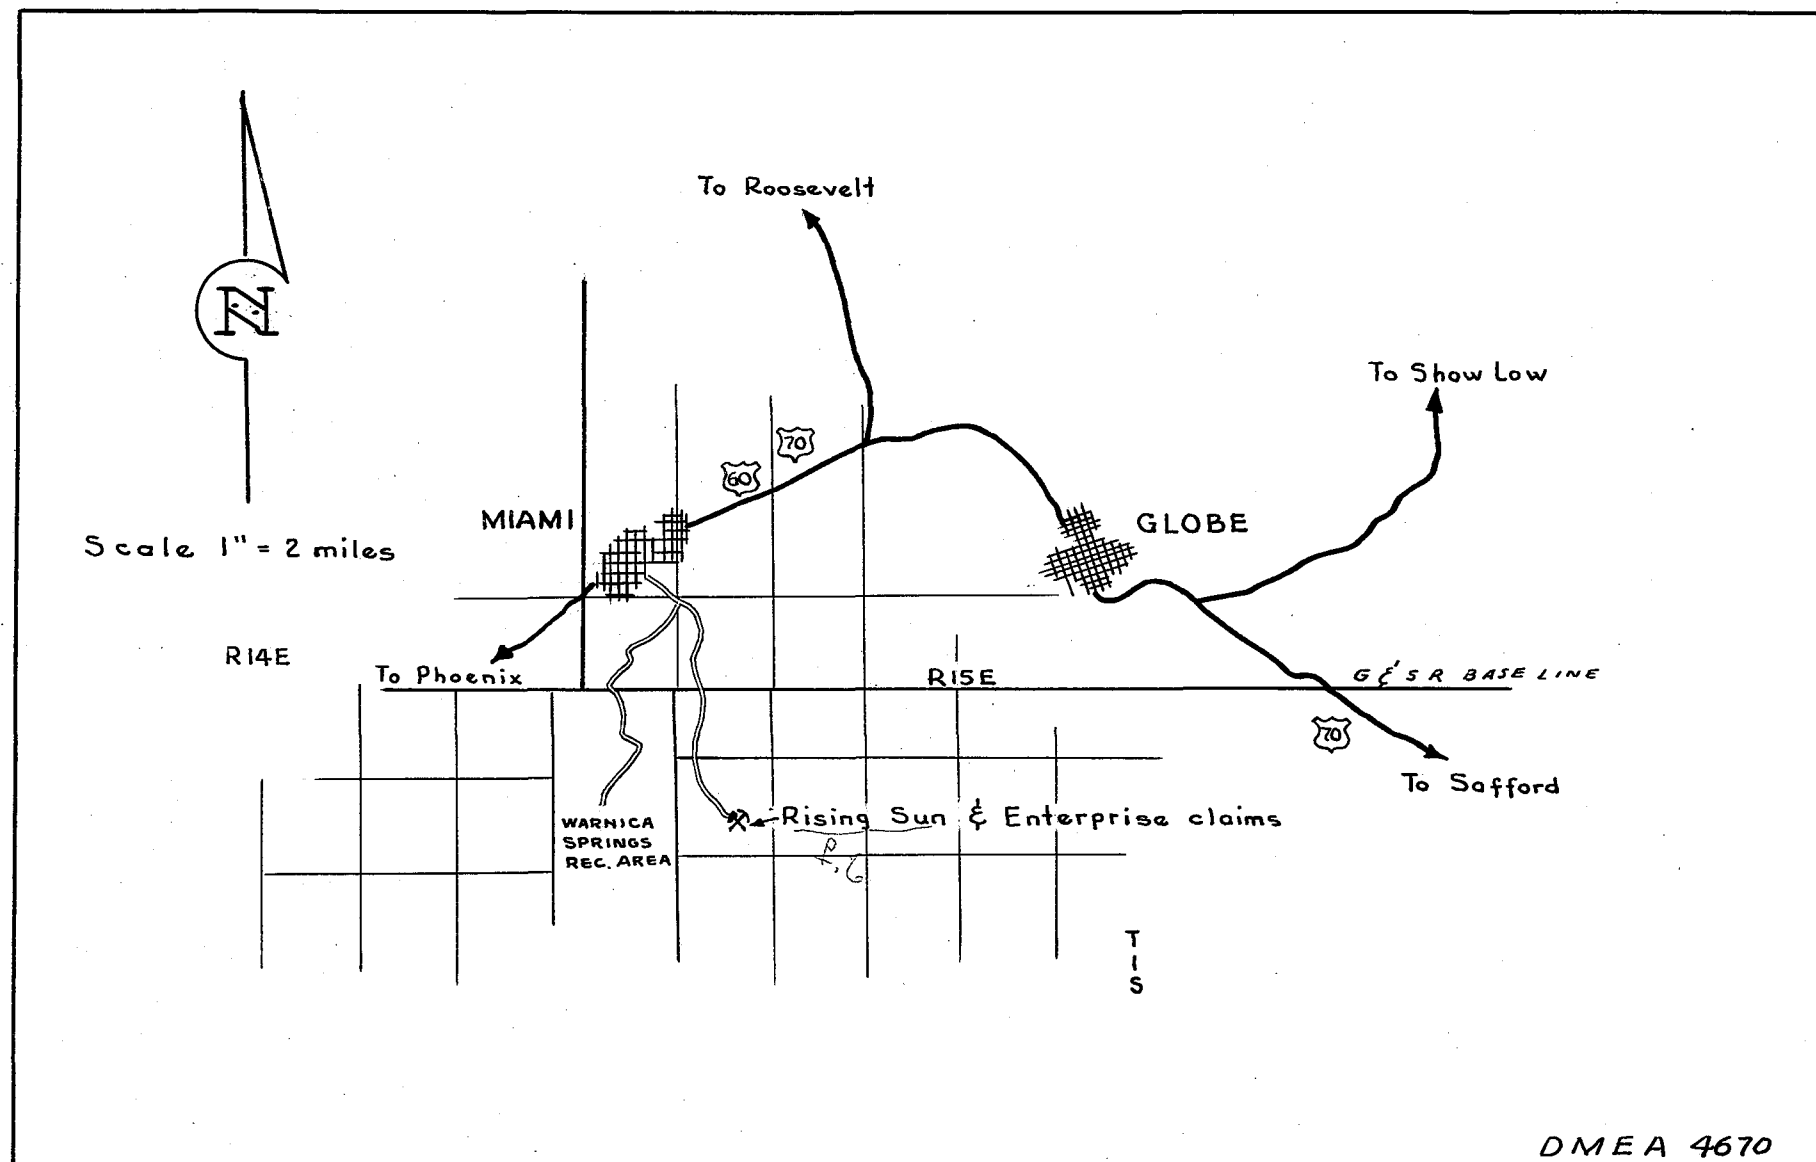 To Roosevelt
N
To Show Low
70
60
MIAMI
GLOBE
Scale 1" = 2 miles
R14E
To Phoenix
R15E
G & S R BASE LINE
70
To Safford
Rising Sun & Enterprise claims
WARNICA
SPRINGS
REC. AREA
T
1
S
DMEA 4670